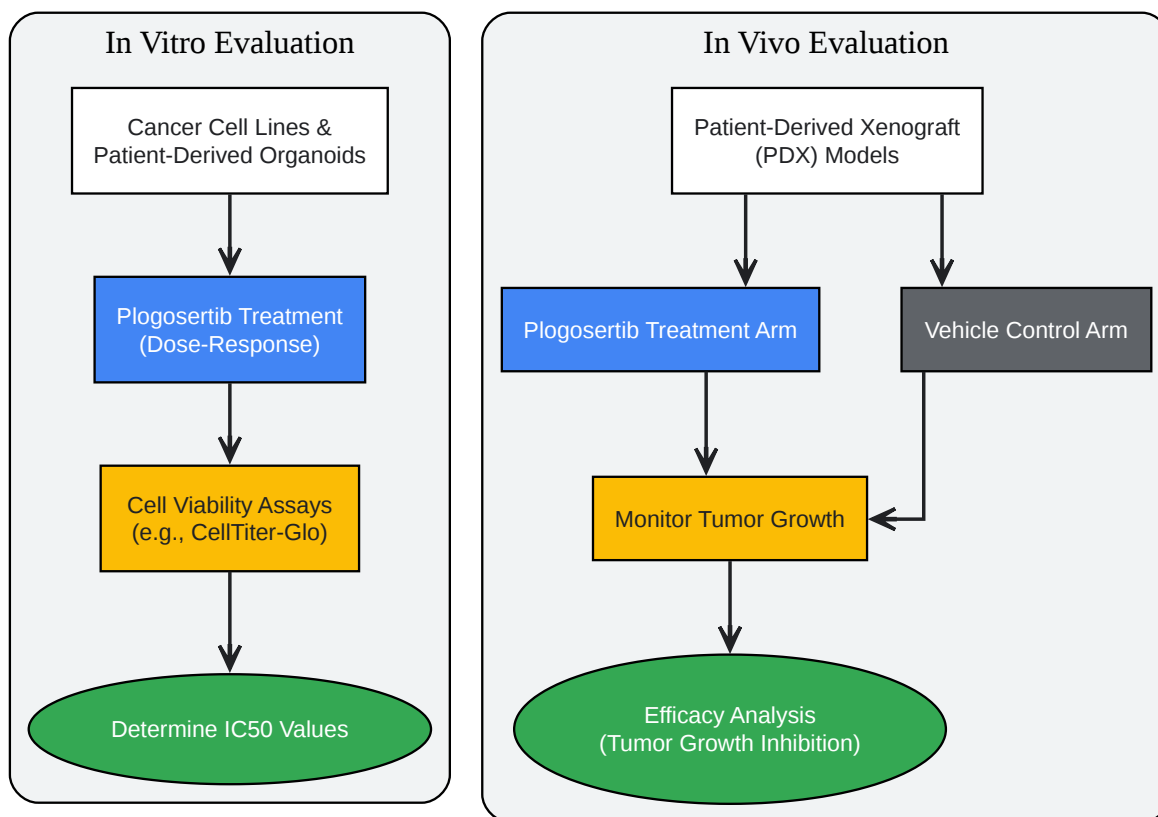 In Vitro Evaluation
Cancer Cell Lines &
Patient-Derived Organoids
Plogosertib Treatment
(Dose-Response)
Cell Viability Assays
(e.g., CellTiter-Glo)
Determine IC50 Values
In Vivo Evaluation
Patient-Derived Xenograft
(PDX) Models
Plogosertib Treatment Arm
Vehicle Control Arm
Monitor Tumor Growth
Efficacy Analysis
(Tumor Growth Inhibition)